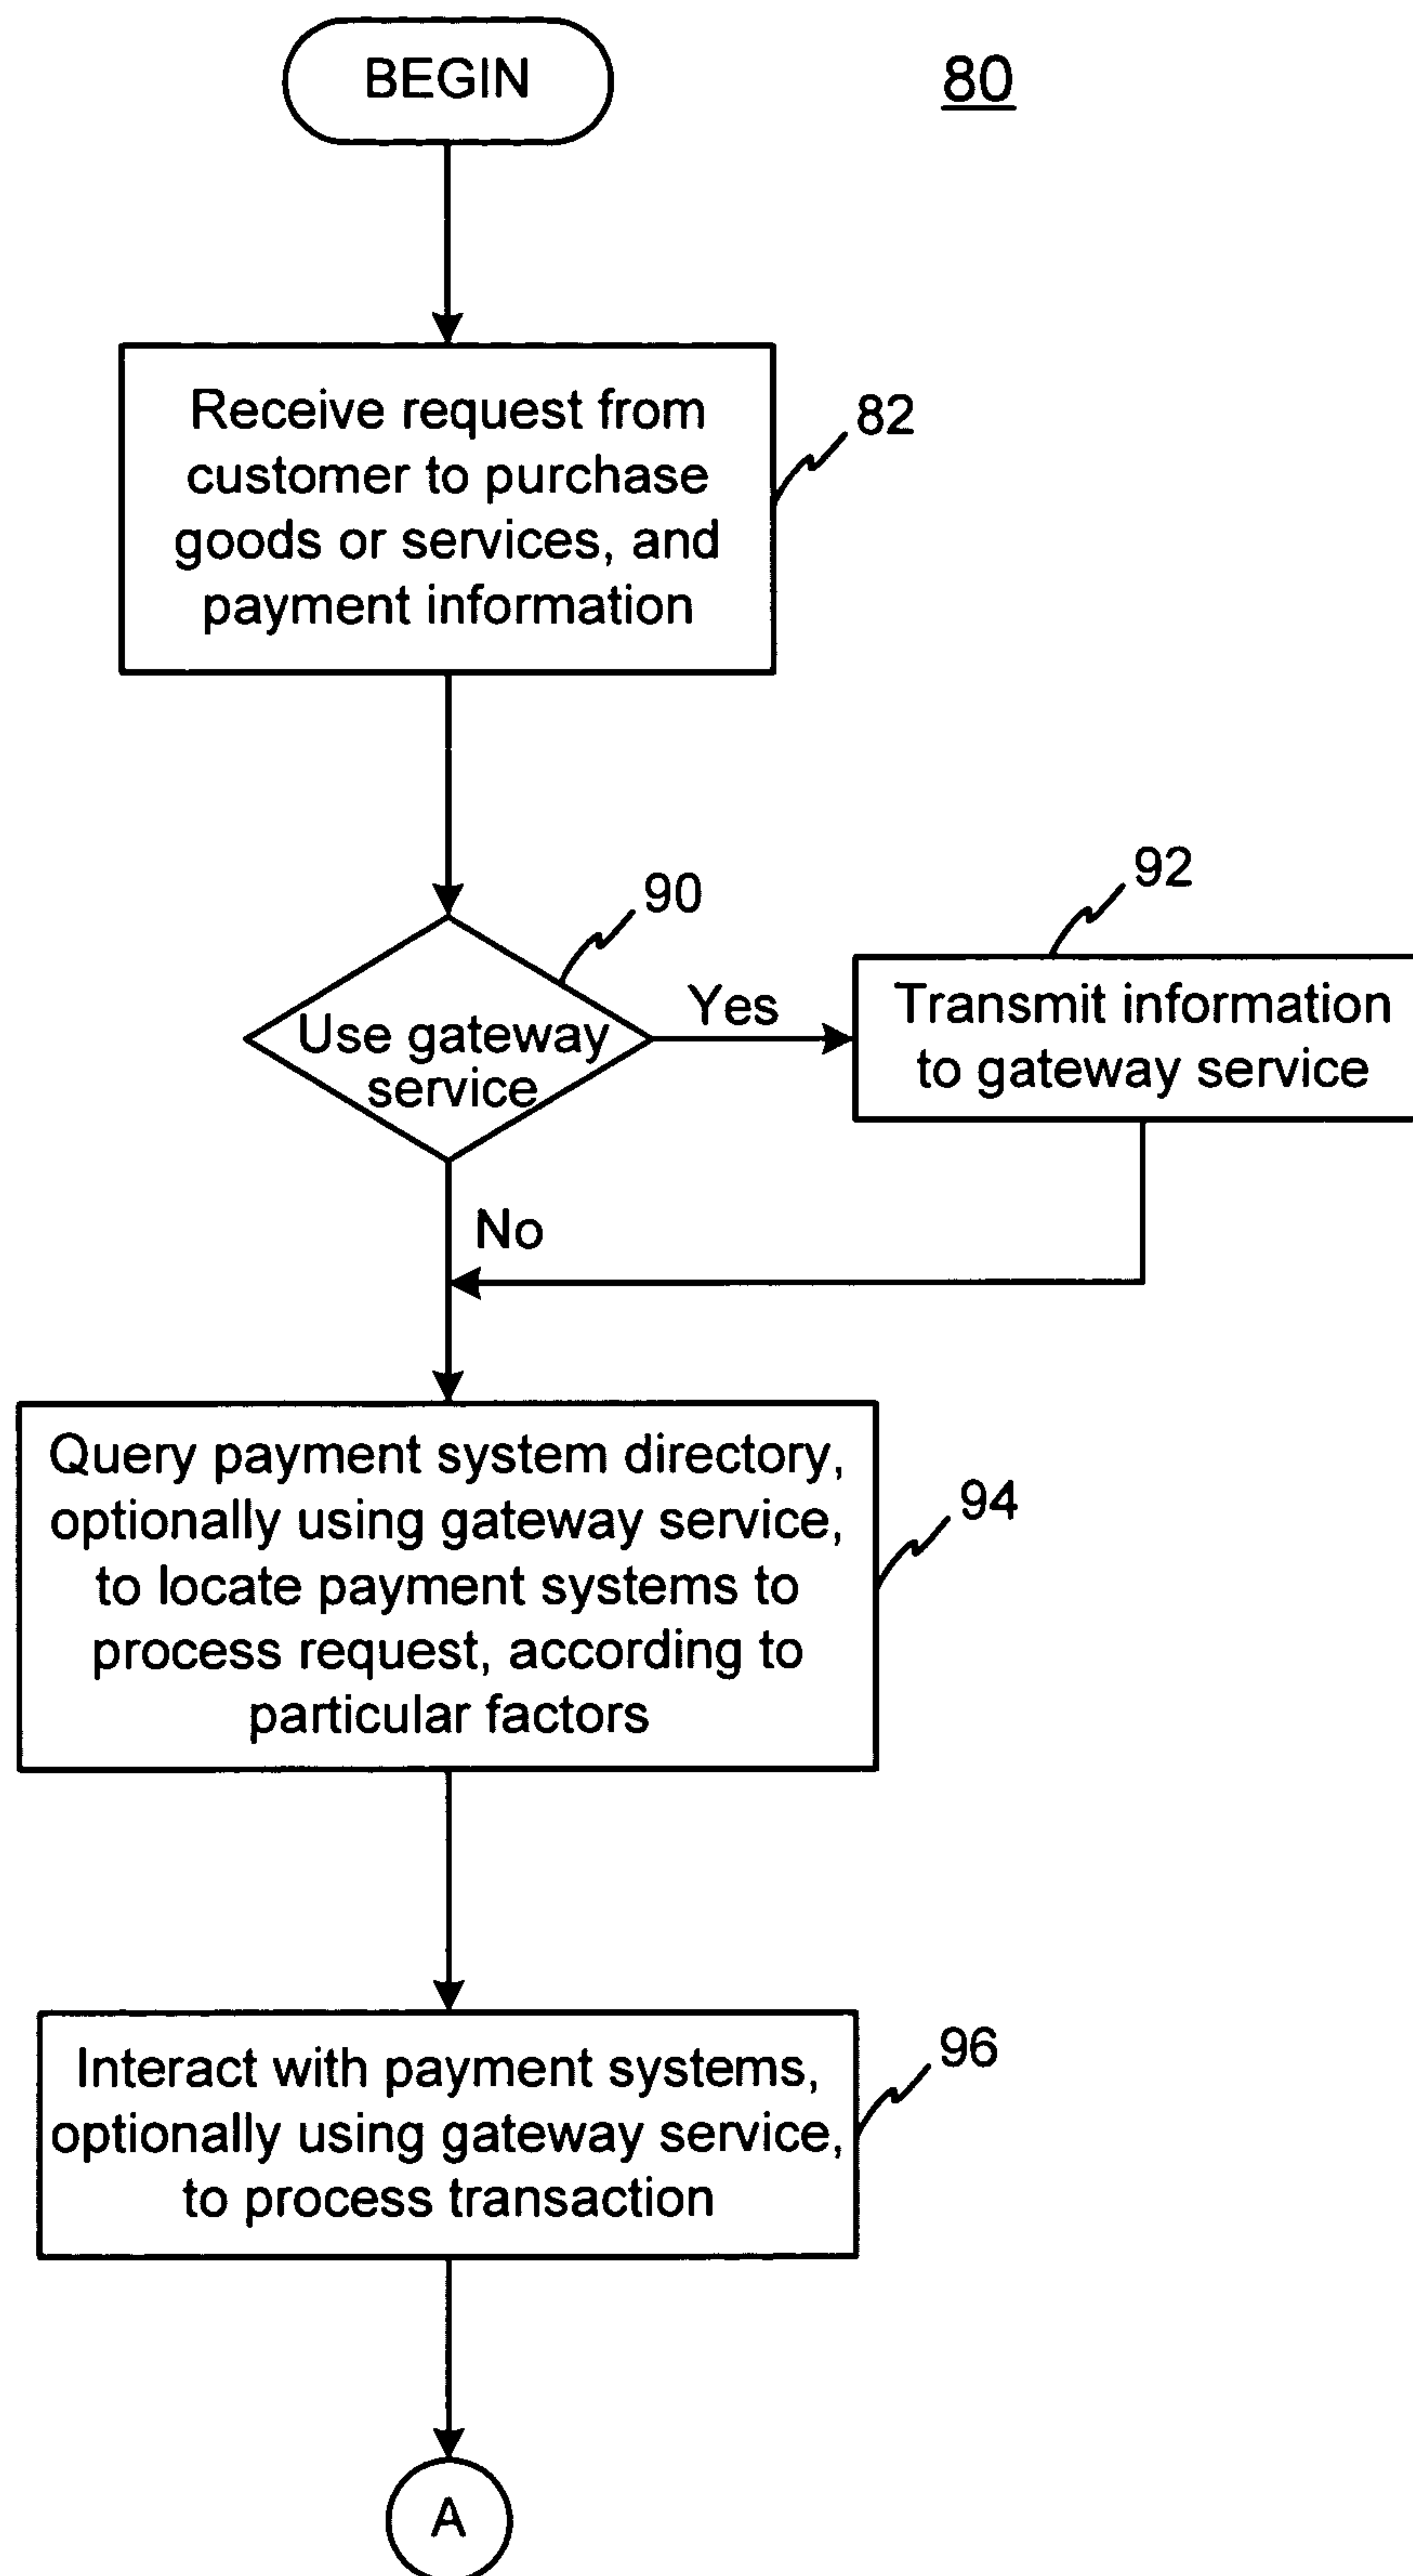 BEGIN
80
Receive request from
customer to purchase
goods or services, and
payment information
82
90
Use gateway
service
Yes
92
Transmit information
to gateway service
No
Query payment system directory,
optionally using gateway service,
to locate payment systems to
process request, according to
particular factors
94
Interact with payment systems,
optionally using gateway service,
to process transaction
96
A